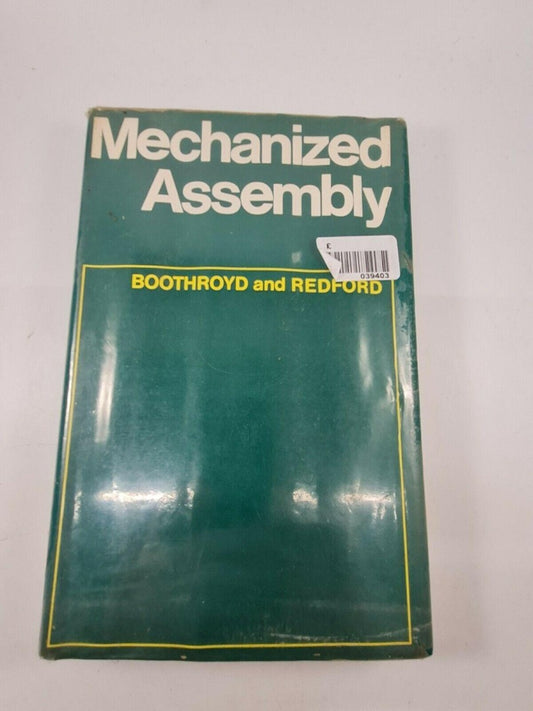 Mechanized
Assembly
£
039403
BOOTHROYD and REDFORD